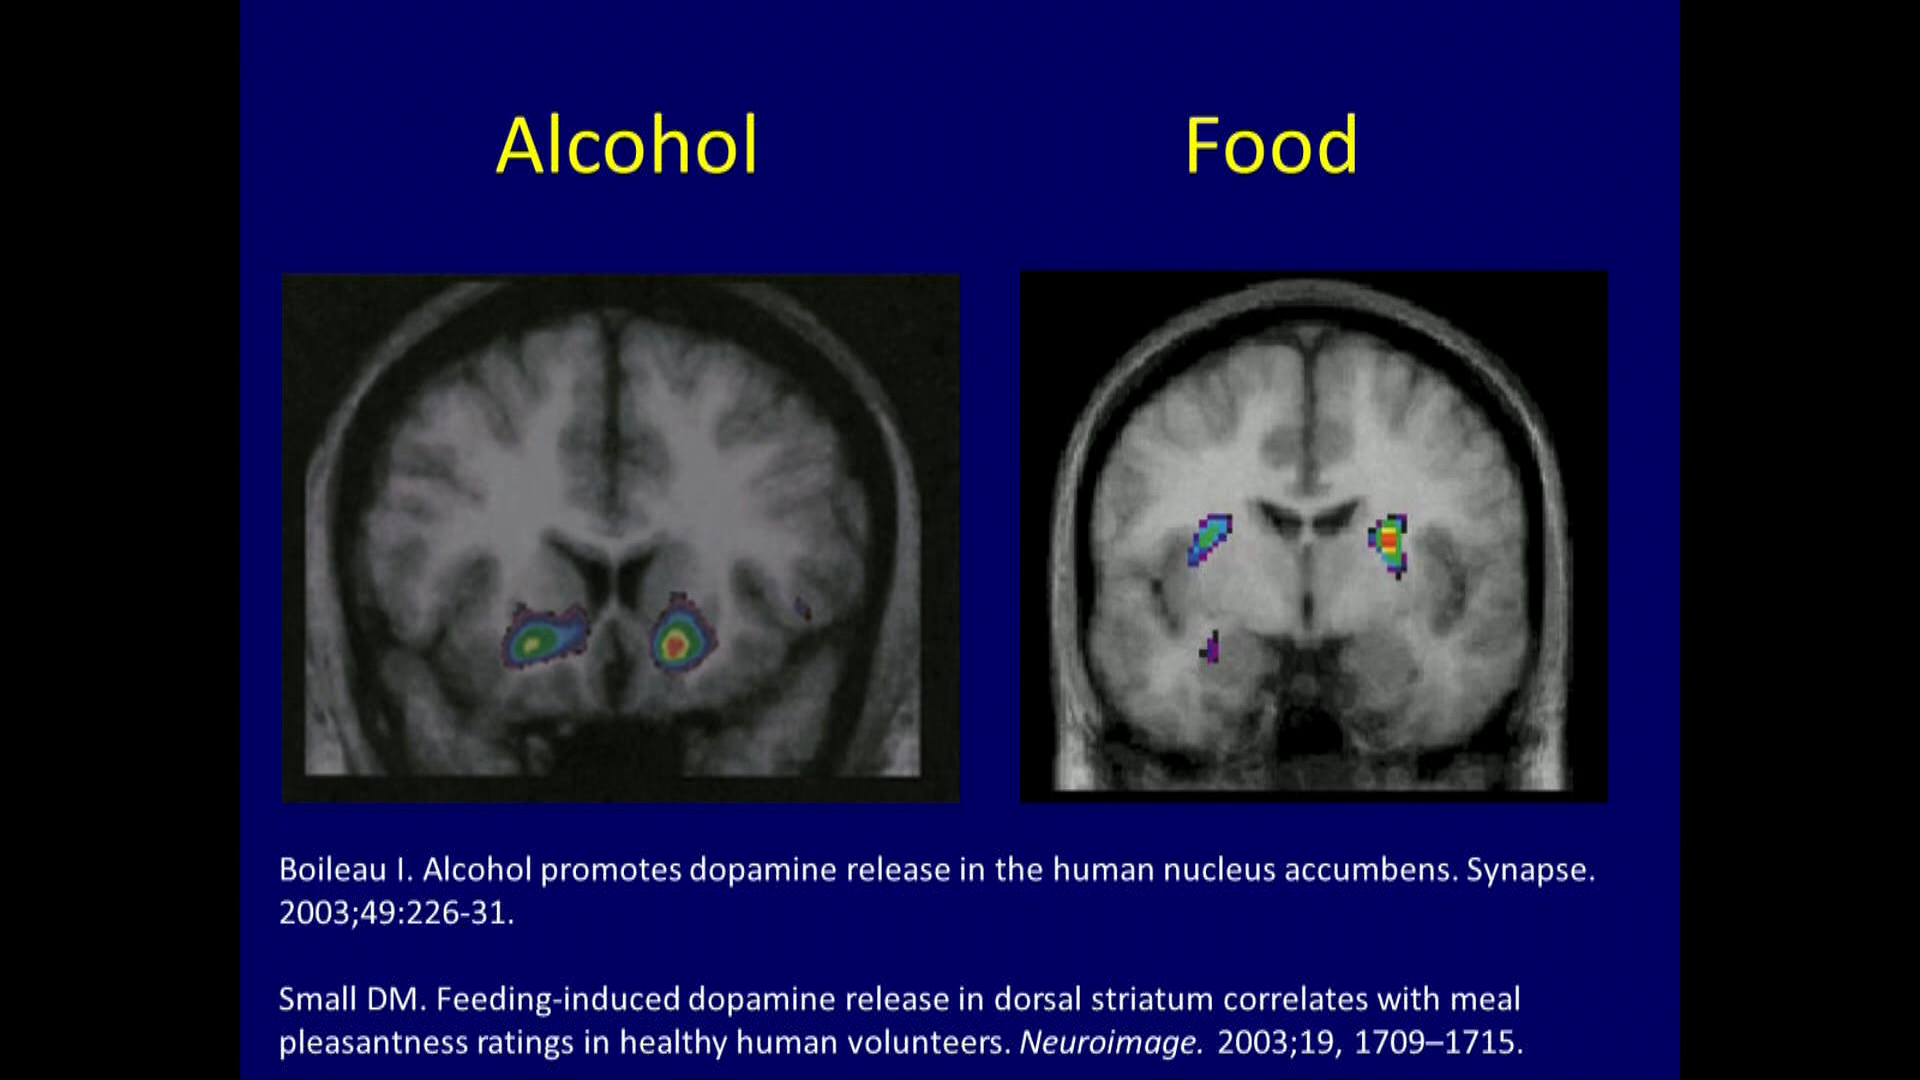 Alcohol
Food
Boileau I. Alcohol promotes dopamine release in the human nucleus accumbens. Synapse.
2003;49:226-31.
Small DM. Feeding-induced dopamine release in dorsal striatum correlates with meal
pleasantness ratings in healthy human volunteers. Neuroimage. 2003;19, 1709–1715.